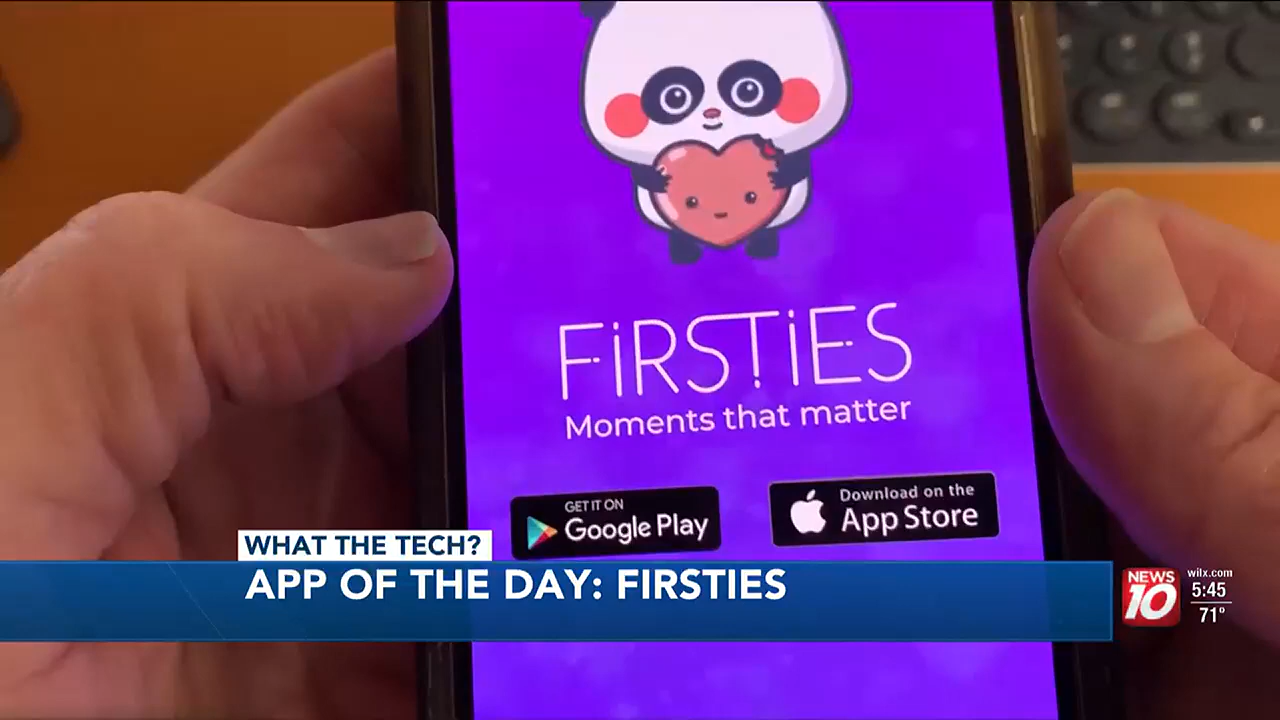 FiRSTiES
Moments that matter
GET IT ON
Google Play
Download on the
App Store
WHAT THE TECH?
APP OF THE DAY: FIRSTIES
NEWS
10
wilx.com
5:45
71°